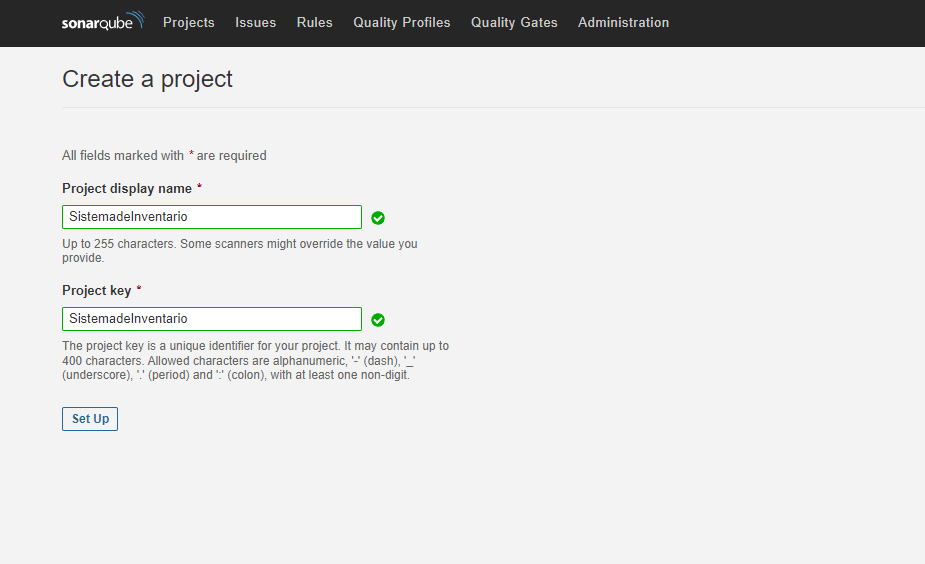 sonarqube Projects Issues Rules Quality Profiles Quality Gates Administration
Create a project
All fields marked with * are required
Project display name *
SistemadeInventario
Up to 255 characters. Some scanners might override the value you
provide.
Project key *
SistemadeInventario
The project key is a unique identifier for your project. It may contain up to
400 characters. Allowed characters are alphanumeric, '-' (dash), '_'
(underscore), '.' (period) and ':' (colon), with at least one non-digit.
Set Up